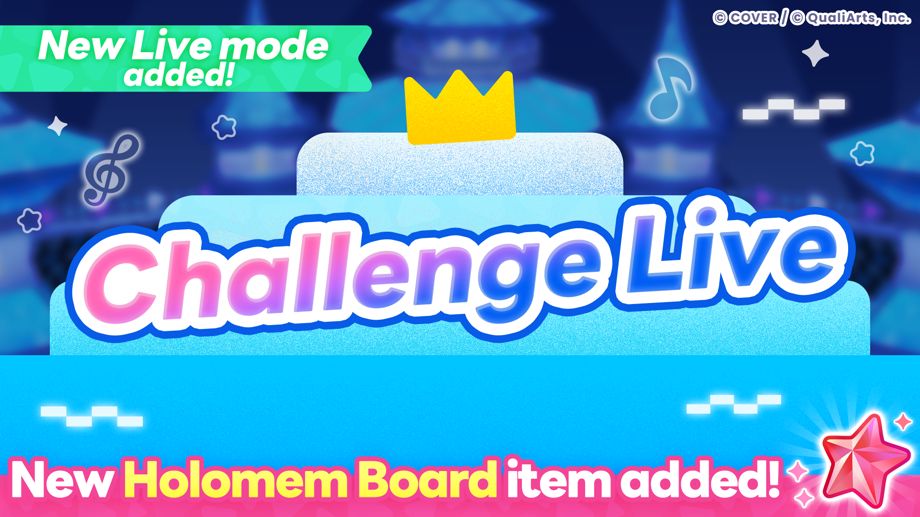 © COVER / © QualiArts, Inc.
New Live mode
added!
Challenge Live
New Holomem Board item added!